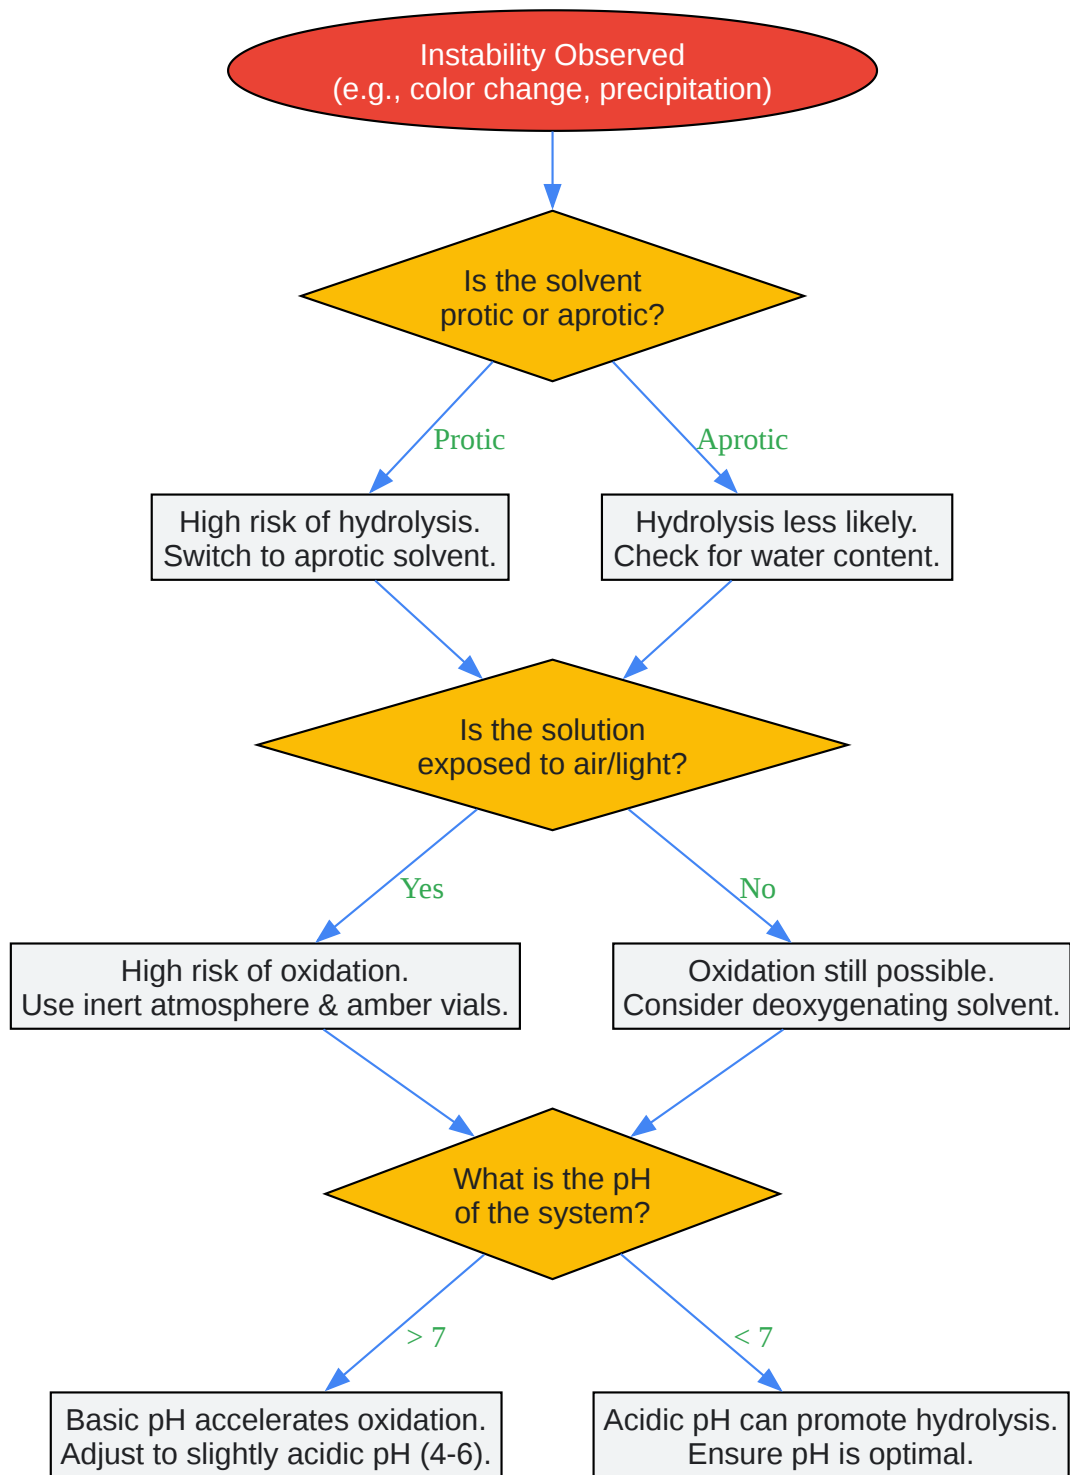 Instability Observed
(e.g., color change, precipitation)
Is the solvent
protic or aprotic?
Protic
Aprotic
High risk of hydrolysis.
Switch to aprotic solvent.
Hydrolysis less likely.
Check for water content.
Is the solution
exposed to air/light?
Yes
No
High risk of oxidation.
Use inert atmosphere & amber vials.
Oxidation still possible.
Consider deoxygenating solvent.
What is the pH
of the system?
> 7
< 7
Basic pH accelerates oxidation.
Adjust to slightly acidic pH (4-6).
Acidic pH can promote hydrolysis.
Ensure pH is optimal.